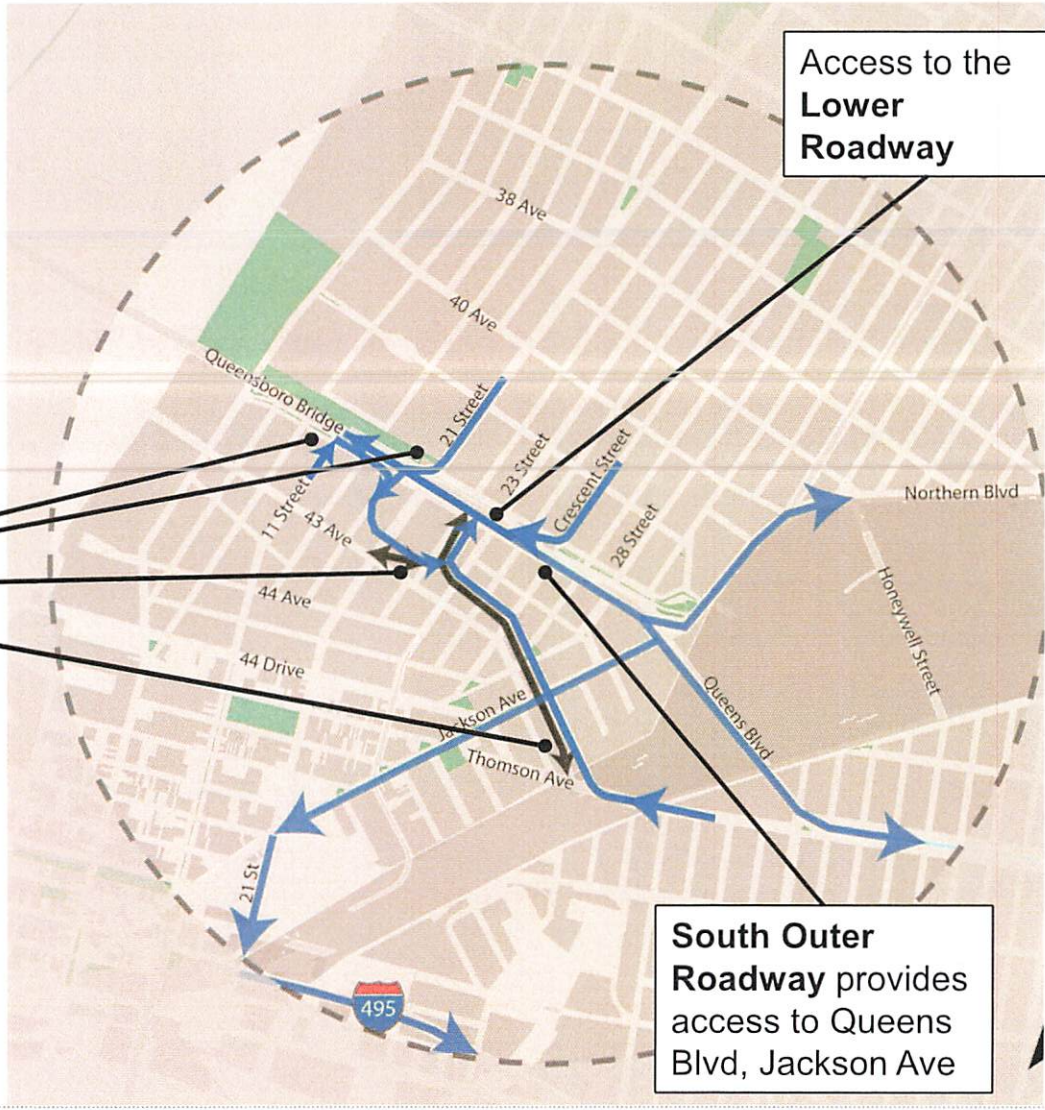 Access to the
Lower
Roadway
38 Ave
40 Ave
Queensboro Bridge
21 Street
23 Street
Crescent Street
28 Street
11 Street
43 Ave
Northern Blvd
44 Ave
Honeywell Street
44 Drive
Jackson Ave
Queens Blvd
Thomson Ave
21 St
495
South Outer
Roadway provides
access to Queens
Blvd, Jackson Ave